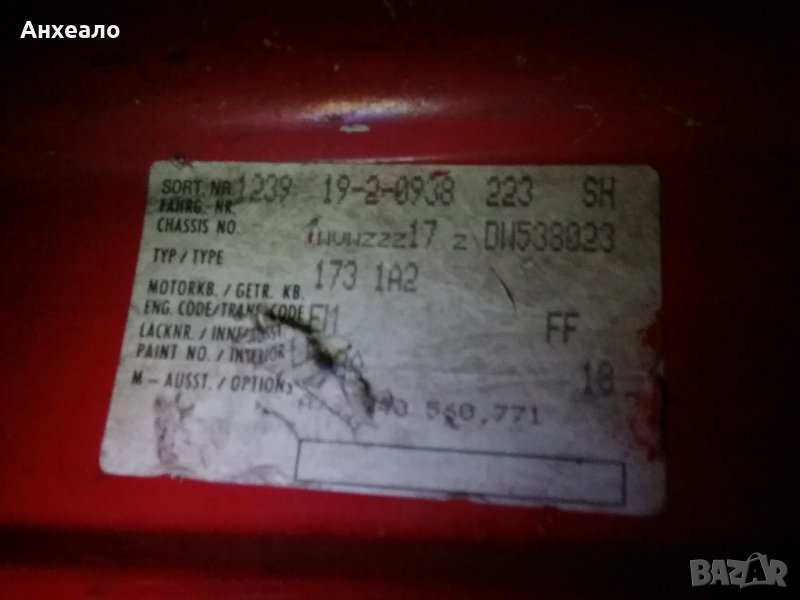 Анхеало
SORT. NR. 1239 19-2-0938 223 SH
FAHRG. NR.
CHASSIS NO. WVWZZZ17 Z DW538023
TYP / TYPE 173 1A2
MOTORKB. / GETR. KB.
ENG. CODE/TRANS. CODE EM FF
LACKNR. / INN.
PAINT NO. / INTERIOR 18
M - AUSST. / OPTIONS 560,771
BAZAR